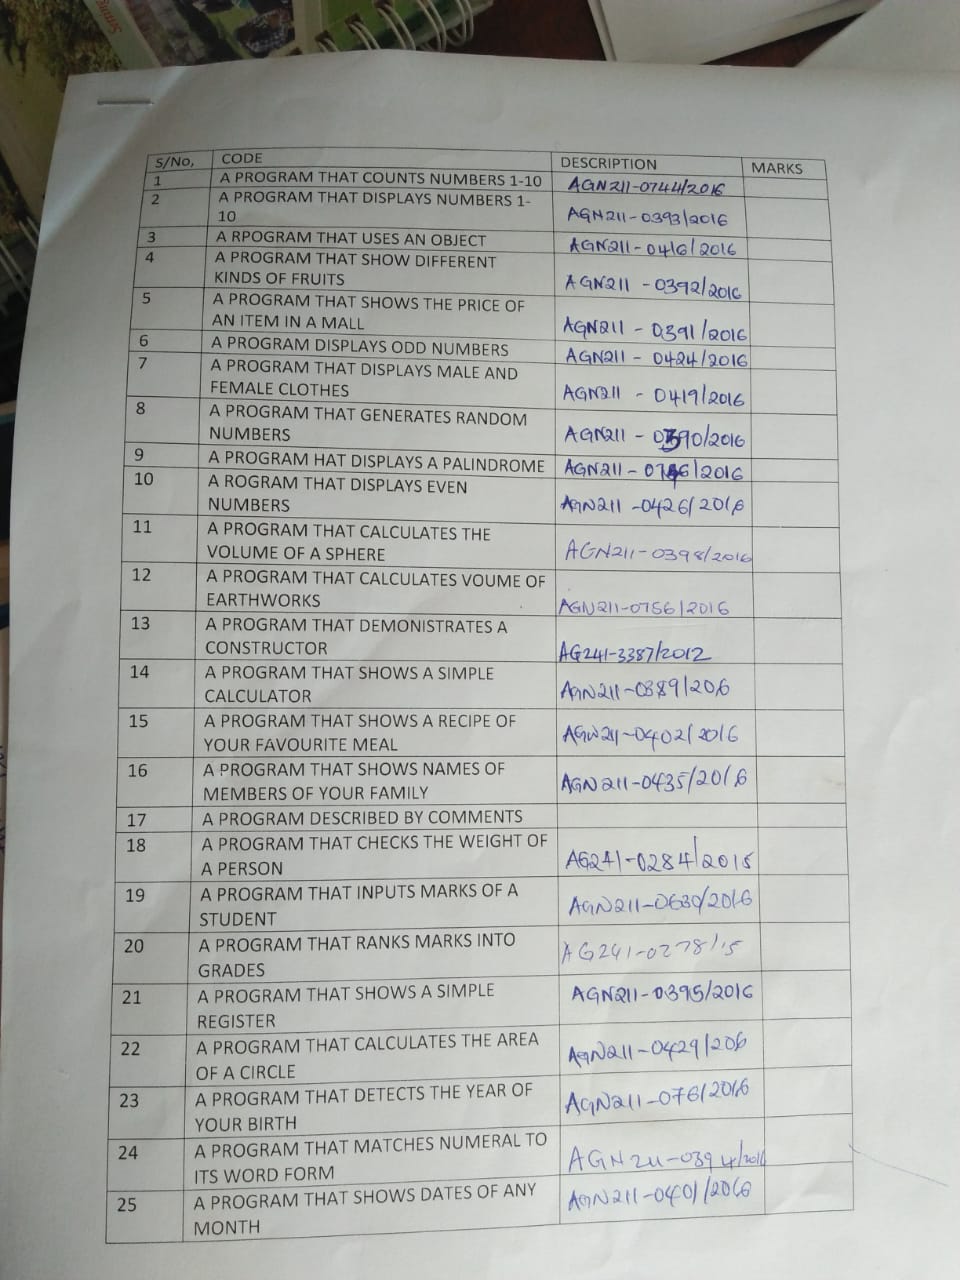 S/No, CODE DESCRIPTION MARKS
1 A PROGRAM THAT COUNTS NUMBERS 1-10 AGN211-0744/2016
2 A PROGRAM THAT DISPLAYS NUMBERS 1-
10 AGN211-0393/2016
3 A RPOGRAM THAT USES AN OBJECT AGN211-0416/2016
4 A PROGRAM THAT SHOW DIFFERENT
KINDS OF FRUITS AGN211 -0392/2016
5 A PROGRAM THAT SHOWS THE PRICE OF
AN ITEM IN A MALL AGN211 - 0391/2016
6 A PROGRAM DISPLAYS ODD NUMBERS AGN211 - 0424/2016
7 A PROGRAM THAT DISPLAYS MALE AND
FEMALE CLOTHES AGN211 - 0419/2016
8 A PROGRAM THAT GENERATES RANDOM
NUMBERS AGN211 - 0390/2016
9 A PROGRAM HAT DISPLAYS A PALINDROME AGN211-
10 A ROGRAM THAT DISPLAYS EVEN
NUMBERS AGN211-0426/2016
11 A PROGRAM THAT CALCULATES THE
VOLUME OF A SPHERE AGN211-0398/2016
12 A PROGRAM THAT CALCULATES VOUME OF
EARTHWORKS AGN211-0756/2016
13 A PROGRAM THAT DEMONISTRATES A
CONSTRUCTOR AG241-3387/2012
14 A PROGRAM THAT SHOWS A SIMPLE
CALCULATOR AGN211-0389/206
15 A PROGRAM THAT SHOWS A RECIPE OF
YOUR FAVOURITE MEAL AGN211-0402/2016
16 A PROGRAM THAT SHOWS NAMES OF
MEMBERS OF YOUR FAMILY AGN211-0435/2016
17 A PROGRAM DESCRIBED BY COMMENTS
18 A PROGRAM THAT CHECKS THE WEIGHT OF
A PERSON AG241-0284/2015
19 A PROGRAM THAT INPUTS MARKS OF A
STUDENT AGN211-0630/2016
20 A PROGRAM THAT RANKS MARKS INTO
GRADES AG241-0278/15
21 A PROGRAM THAT SHOWS A SIMPLE
REGISTER AGN211-0395/2016
22 A PROGRAM THAT CALCULATES THE AREA
OF A CIRCLE AGN211-0429/206
23 A PROGRAM THAT DETECTS THE YEAR OF
YOUR BIRTH AGN211-076/2016
24 A PROGRAM THAT MATCHES NUMERAL TO
ITS WORD FORM AGN211-0394/2016
25 A PROGRAM THAT SHOWS DATES OF ANY
MONTH AGN211-0401/2016